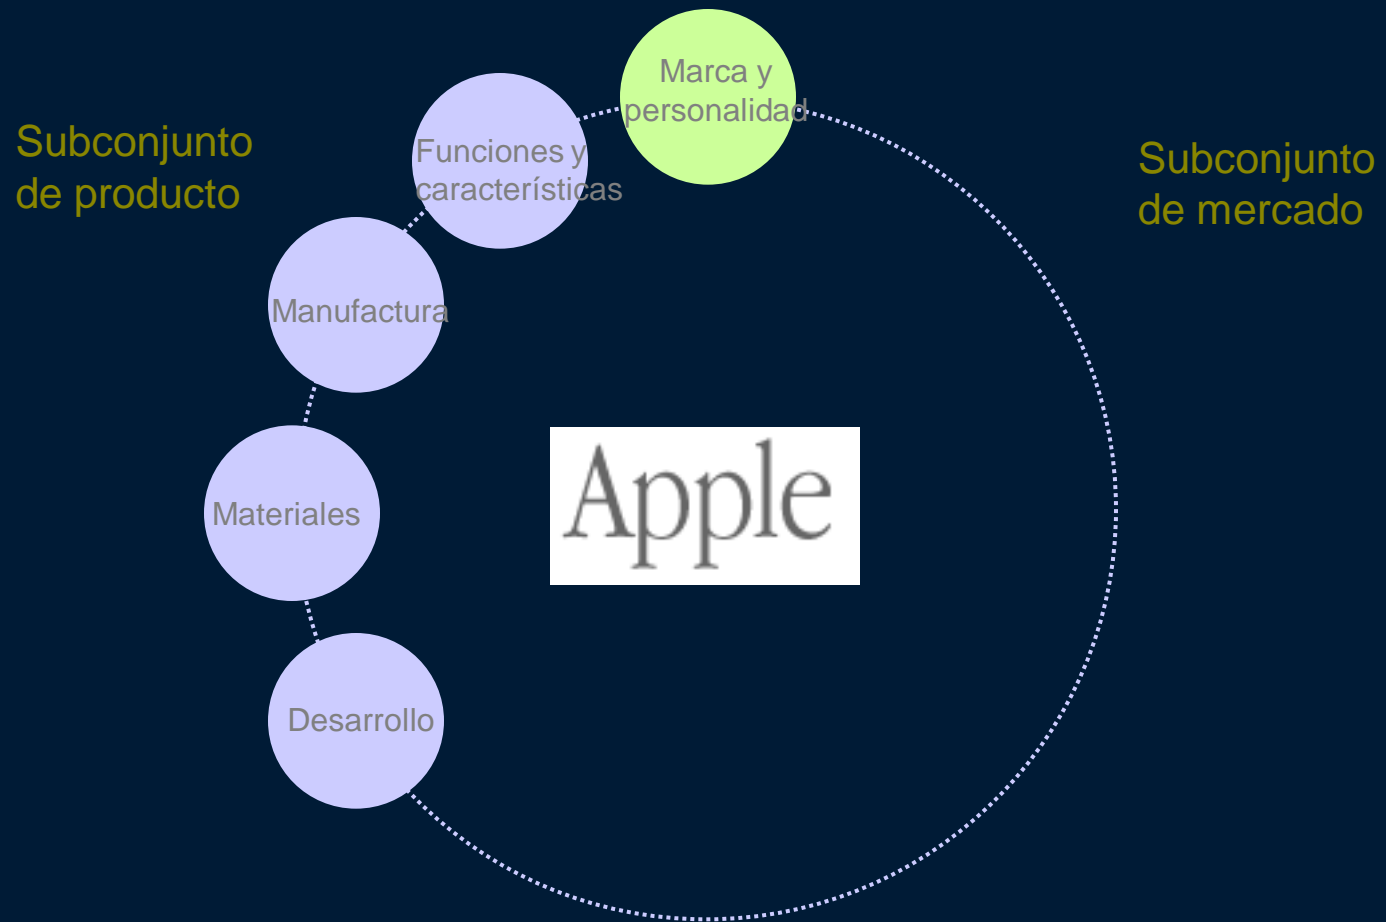 Marca y
personalidad
Subconjunto
de producto
Funciones y
características
Subconjunto
de mercado
Manufactura
Apple
Materiales
Desarrollo